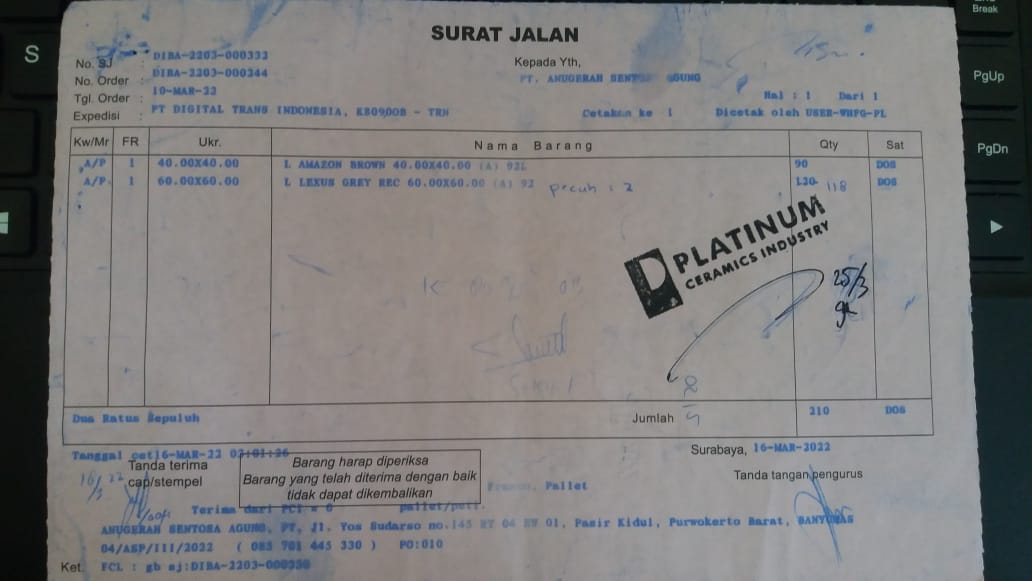 S
Break
PgUp
PgDn
SURAT JALAN
No. SJ : DIBA-2203-000333
No. Order : DIBA-2203-000344
Tgl. Order : 10-MAR-22
Expedisi : PT DIGITAL TRANS INDONESIA, K8090OB - TRN
Kepada Yth,
PT. ANUGERAH SENTOSA AGUNG
Hal : 1 Dari 1
Cetakan ke 1 Dicetak oleh USER-WHFG-PL
Kw/Mr FR Ukr. Nama Barang Qty Sat
A/P 1 40.00X40.00 L AMAZON BROWN 40.00X40.00 (A) 92L 90 DOS
A/P 1 60.00X60.00 L LEXUS GREY REC 60.00X60.00 (A) 92 pecah : 2 120 118 DOS
PLATINUM
CERAMICS INDUSTRY
25/3
Dua Ratus Sepuluh Jumlah 210 DOS
Tanggal 16-MAR-22 02:01:26
Surabaya, 16-MAR-2022
Tanda terima
cap/stempel
16/3 22
Barang harap diperiksa
Barang yang telah diterima dengan baik
tidak dapat dikembalikan
Tanda tangan pengurus
Pallet
Terima dari PCl = 0
ANUGERAH SENTOSA AGUNG, PT, Jl. Yos Sudarso no.145 RT 04 RW 01, Pasir Kidul, Purwokerto Barat, BANYUMAS
04/ASP/III/2022 ( 085 701 445 330 ) PO:010
Ket. FCL : gb sj:DIBA-2203-000330